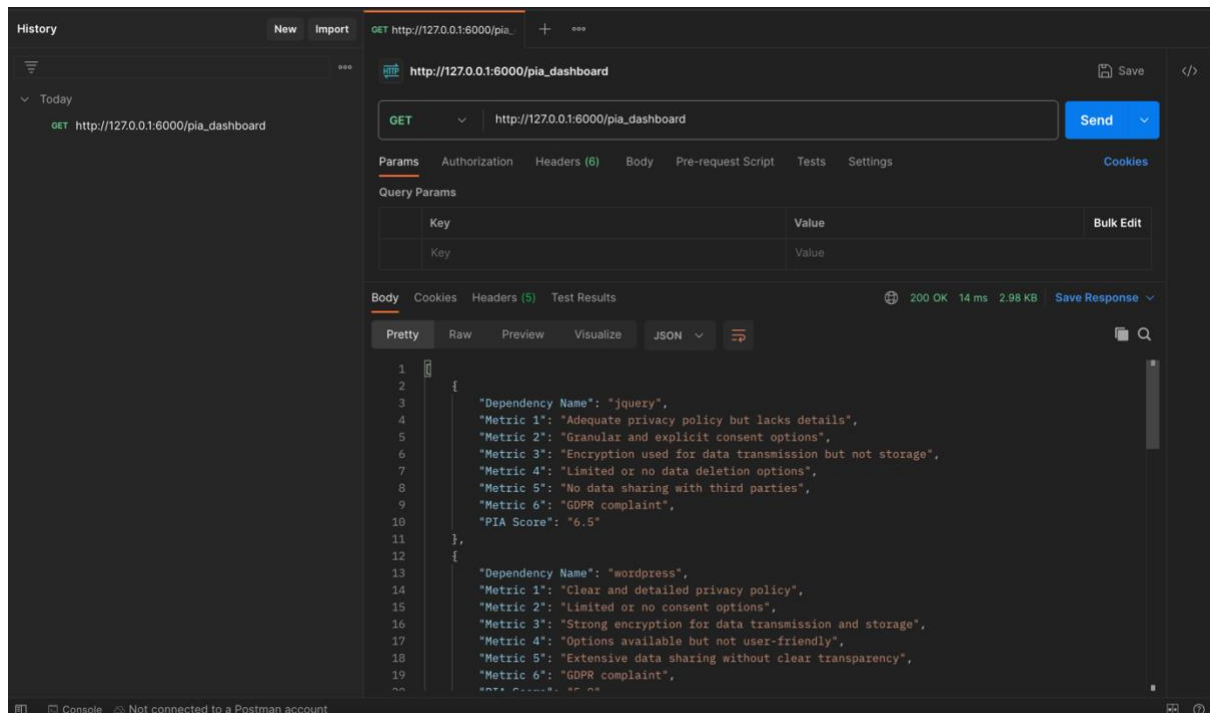 History
New Import
GET http://127.0.0.1:6000/pia_
HTTP http://127.0.0.1:6000/pia_dashboard
Save
Today
GET http://127.0.0.1:6000/pia_dashboard
GET http://127.0.0.1:6000/pia_dashboard
Send
Params Authorization Headers (6) Body Pre-request Script Tests Settings
Cookies
Query Params
Key Value Bulk Edit
Key Value
Body Cookies Headers (5) Test Results
200 OK 14 ms 2.98 KB Save Response
Pretty Raw Preview Visualize JSON
1 [
2 {
3 "Dependency Name": "jquery",
4 "Metric 1": "Adequate privacy policy but lacks details",
5 "Metric 2": "Granular and explicit consent options",
6 "Metric 3": "Encryption used for data transmission but not storage",
7 "Metric 4": "Limited or no data deletion options",
8 "Metric 5": "No data sharing with third parties",
9 "Metric 6": "GDPR complaint",
10 "PIA Score": "6.5"
11 },
12 {
13 "Dependency Name": "wordpress",
14 "Metric 1": "Clear and detailed privacy policy",
15 "Metric 2": "Limited or no consent options",
16 "Metric 3": "Strong encryption for data transmission and storage",
17 "Metric 4": "Options available but not user-friendly",
18 "Metric 5": "Extensive data sharing without clear transparency",
19 "Metric 6": "GDPR complaint",
Console Not connected to a Postman account